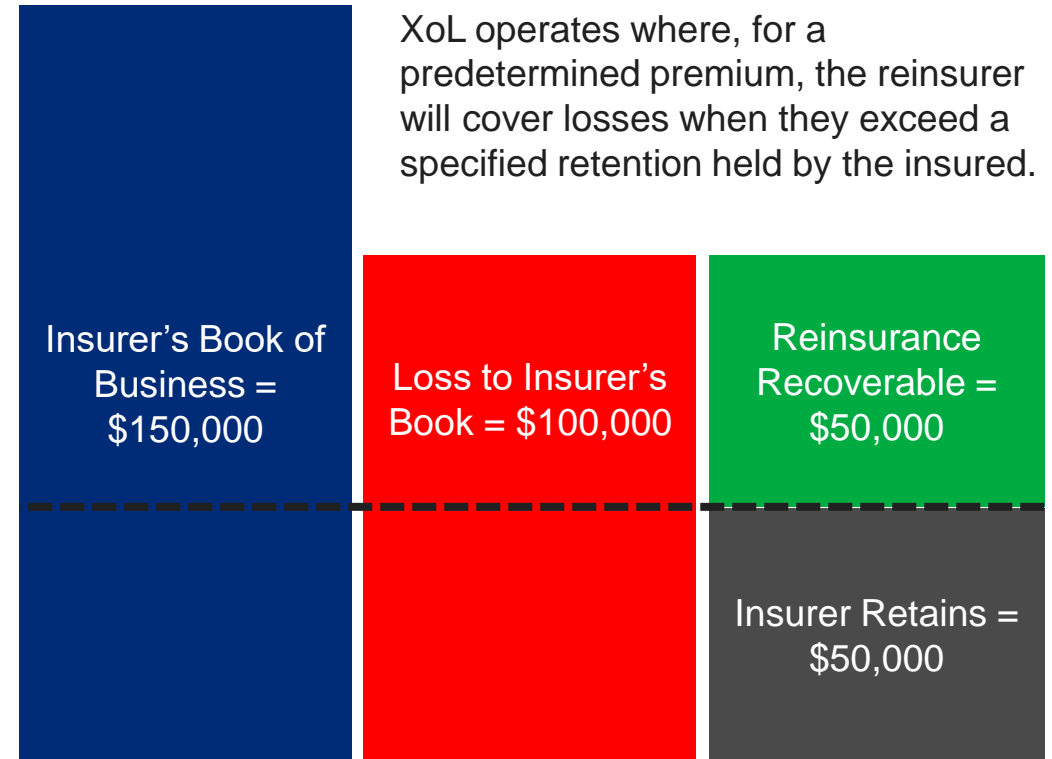 XoL operates where, for a
predetermined premium, the reinsurer
will cover losses when they exceed a
specified retention held by the insured.
Insurer’s Book of
Business =
$150,000
Loss to Insurer’s
Book = $100,000
Reinsurance
Recoverable =
$50,000
Insurer Retains =
$50,000